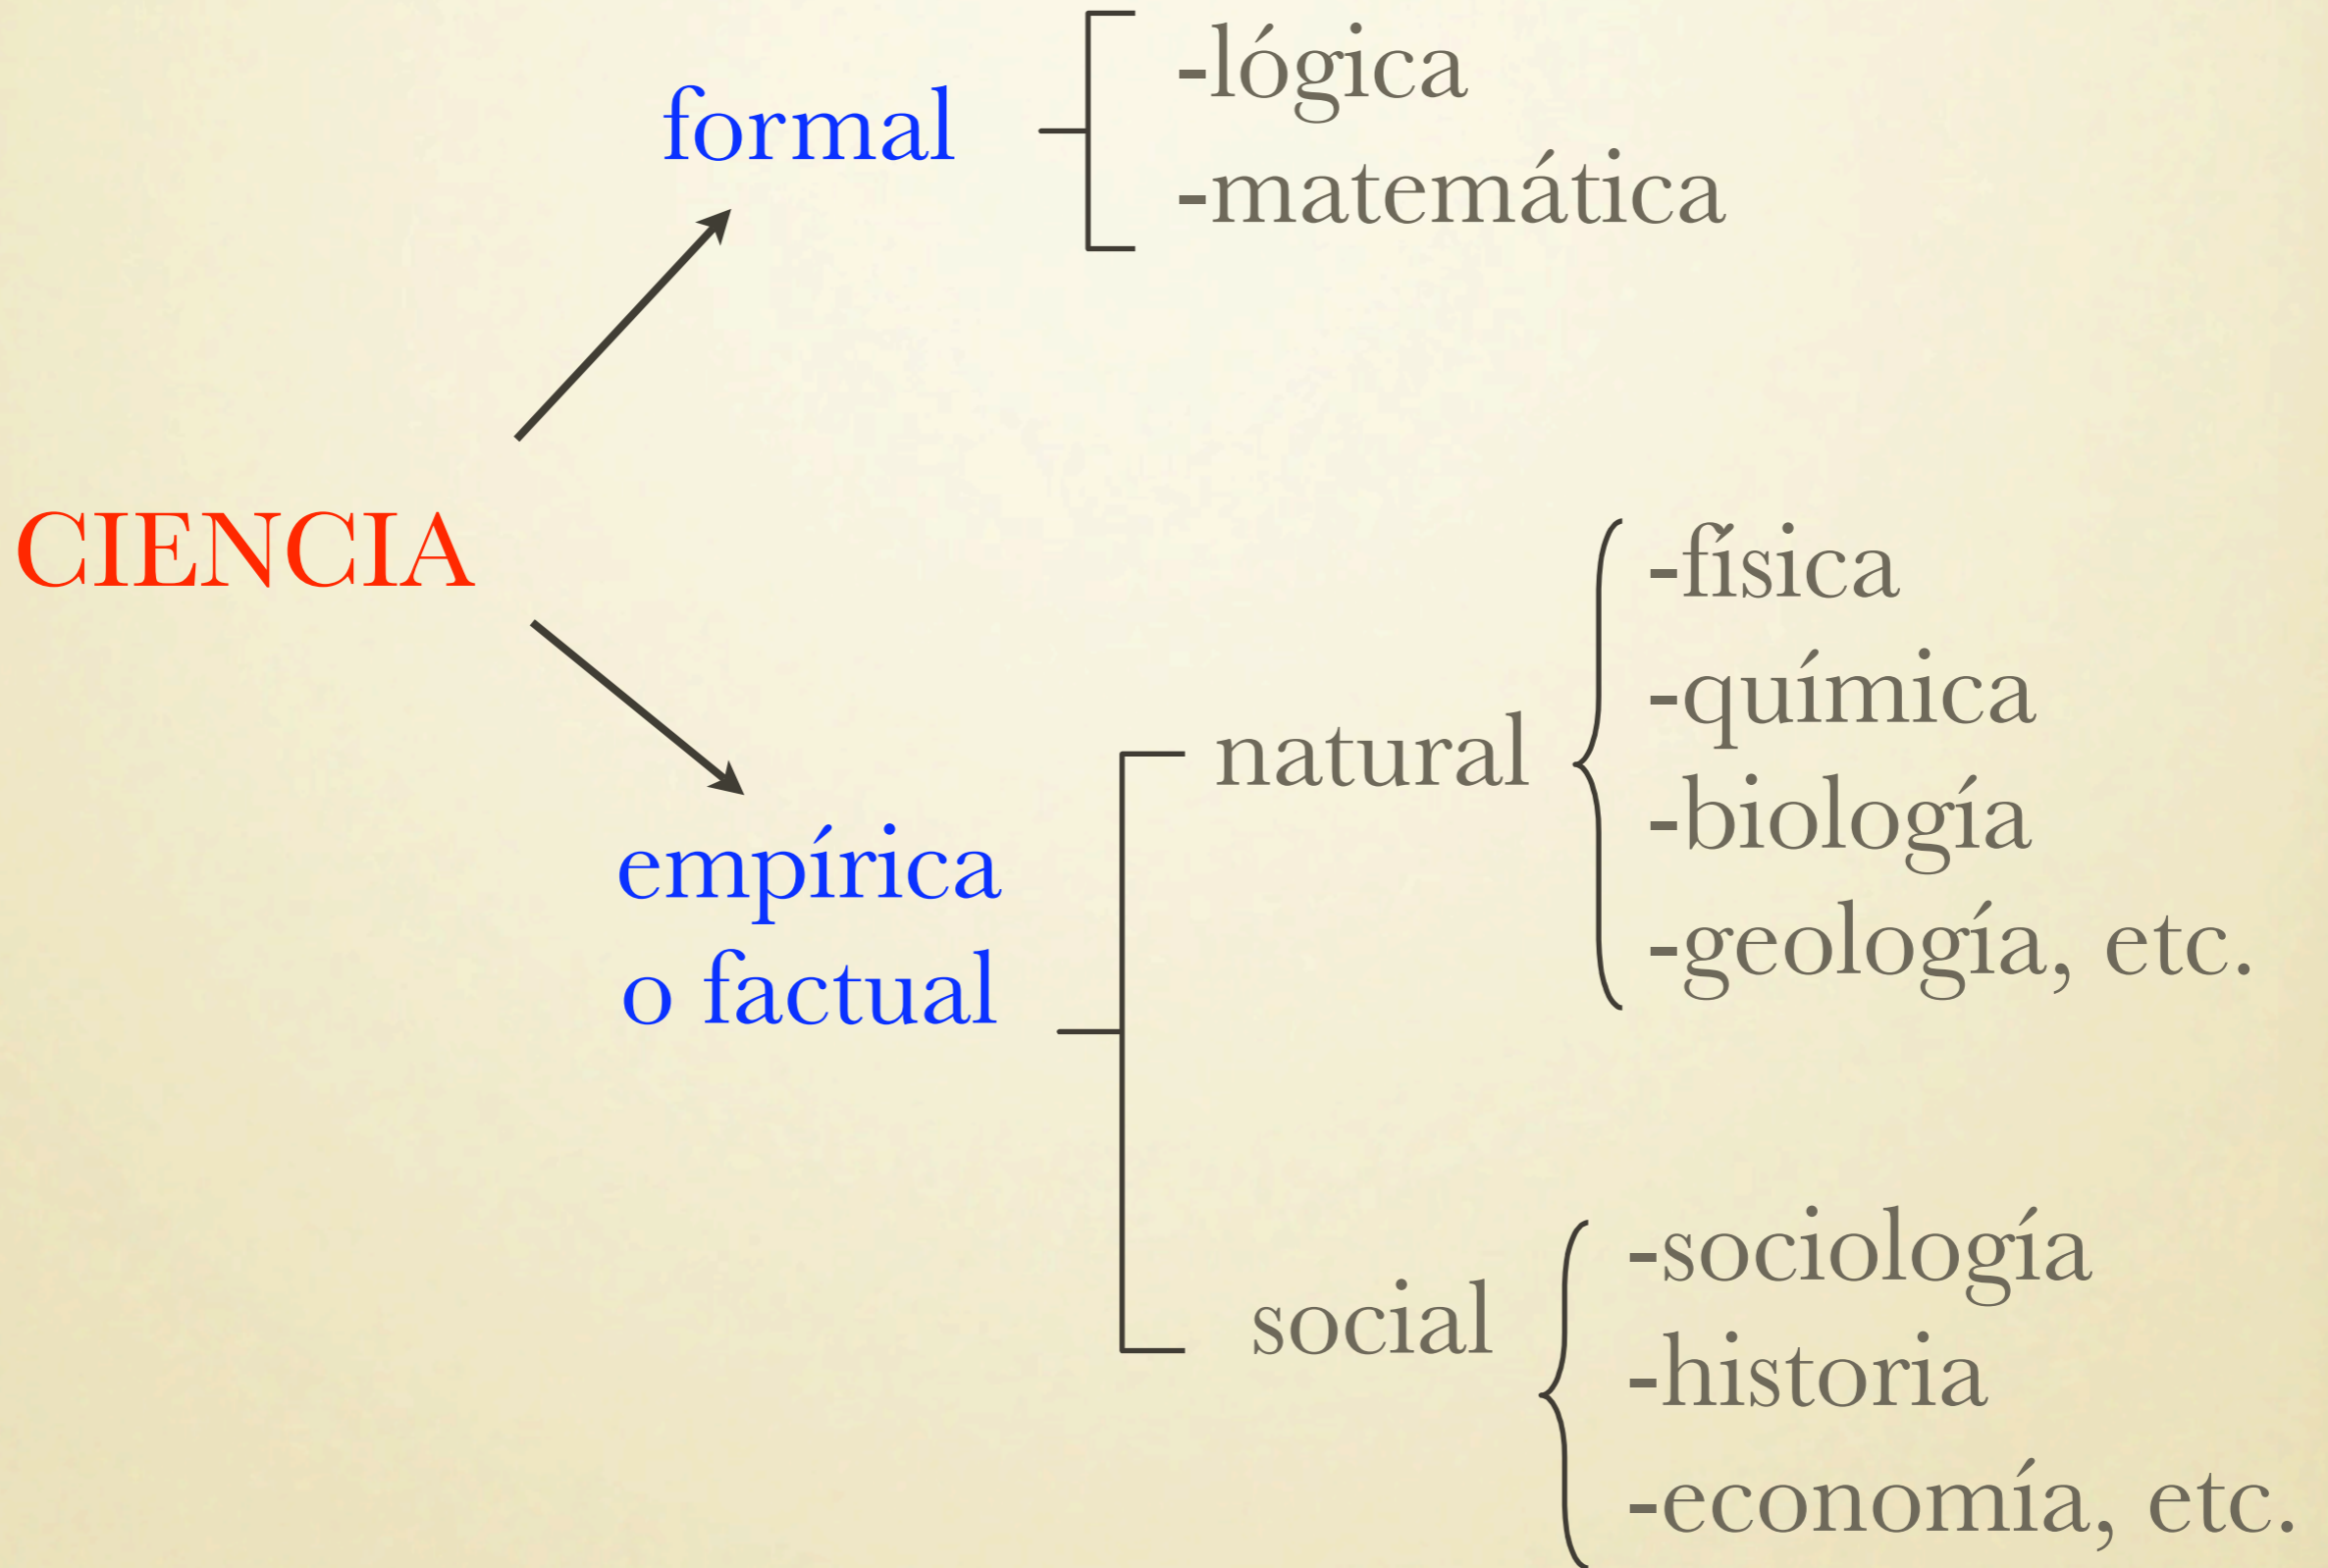 CIENCIA
formal
-lógica
-matemática
empírica
o factual
natural
-física
-química
-biología
-geología, etc.
social
-sociología
-historia
-economía, etc.